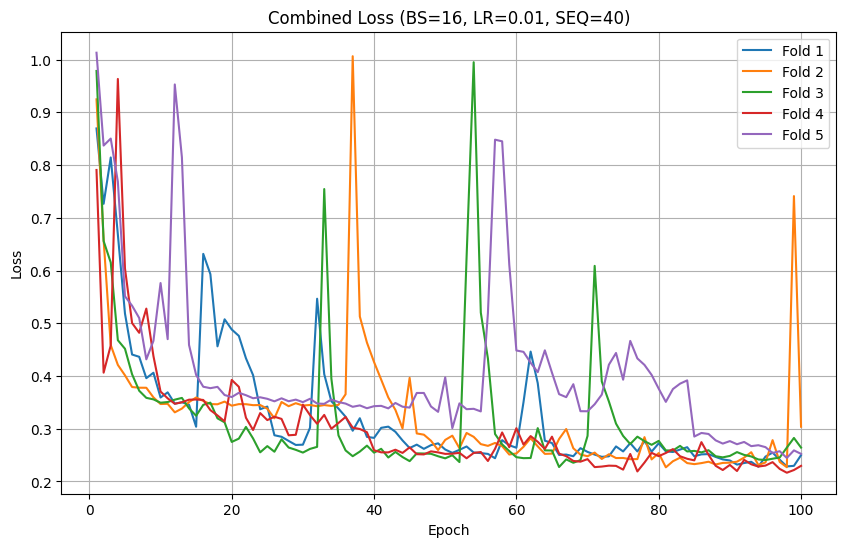 Combined Loss (BS=16, LR=0.01, SEQ=40)
Fold 1
Fold 2
Fold 3
Fold 4
Fold 5
Loss
1.0
0.9
0.8
0.7
0.6
0.5
0.4
0.3
0.2
0
20
40
60
80
100
Epoch